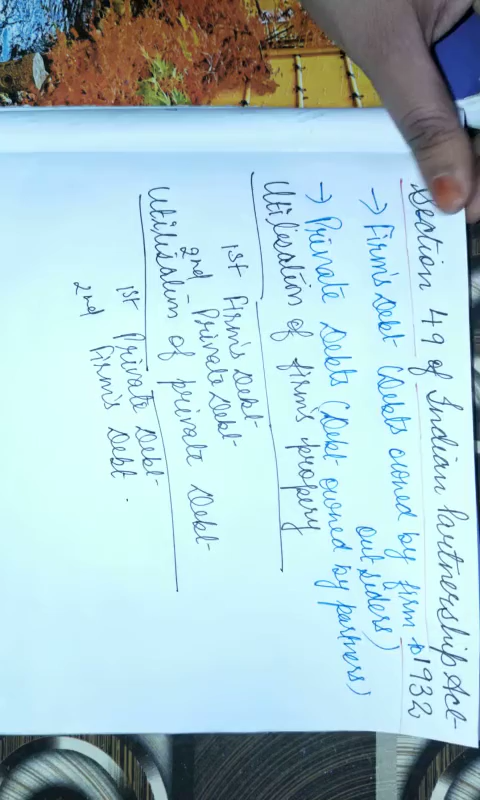 Section 49 of Indian Partnership Act
1932
→ Firm's Debt (Debts owned by firm to
outsiders)
→ Private Debts (Debt owned by partners)
Utilisation of firm's propery
1st Firm's Debt
2nd Private Debt
Utilisation of private Debt
1st Private Debt
2nd Firm's Debt.